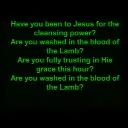 Have you been to Jesus for the
cleansing power?
Are you washed in the blood of
the Lamb?
Are you fully trusting in His
grace this hour?
Are you washed in the blood of
the Lamb?